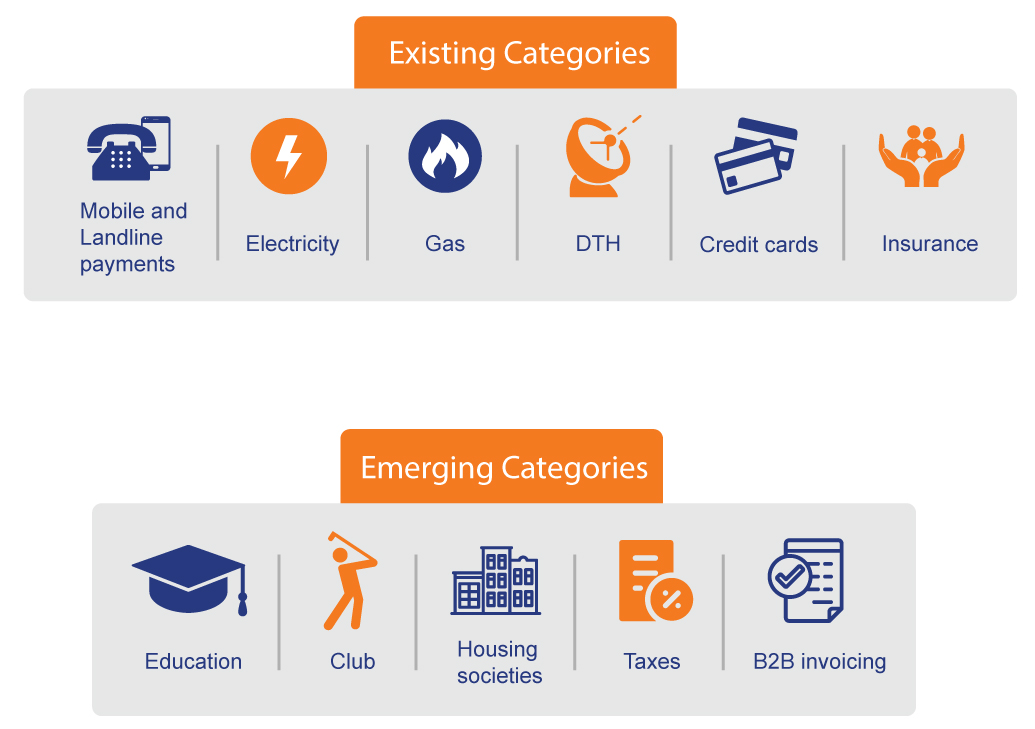 Existing Categories
Mobile and
Landline
payments
Electricity
Gas
DTH
Credit cards
Insurance
Emerging Categories
Education
Club
Housing
societies
Taxes
B2B invoicing